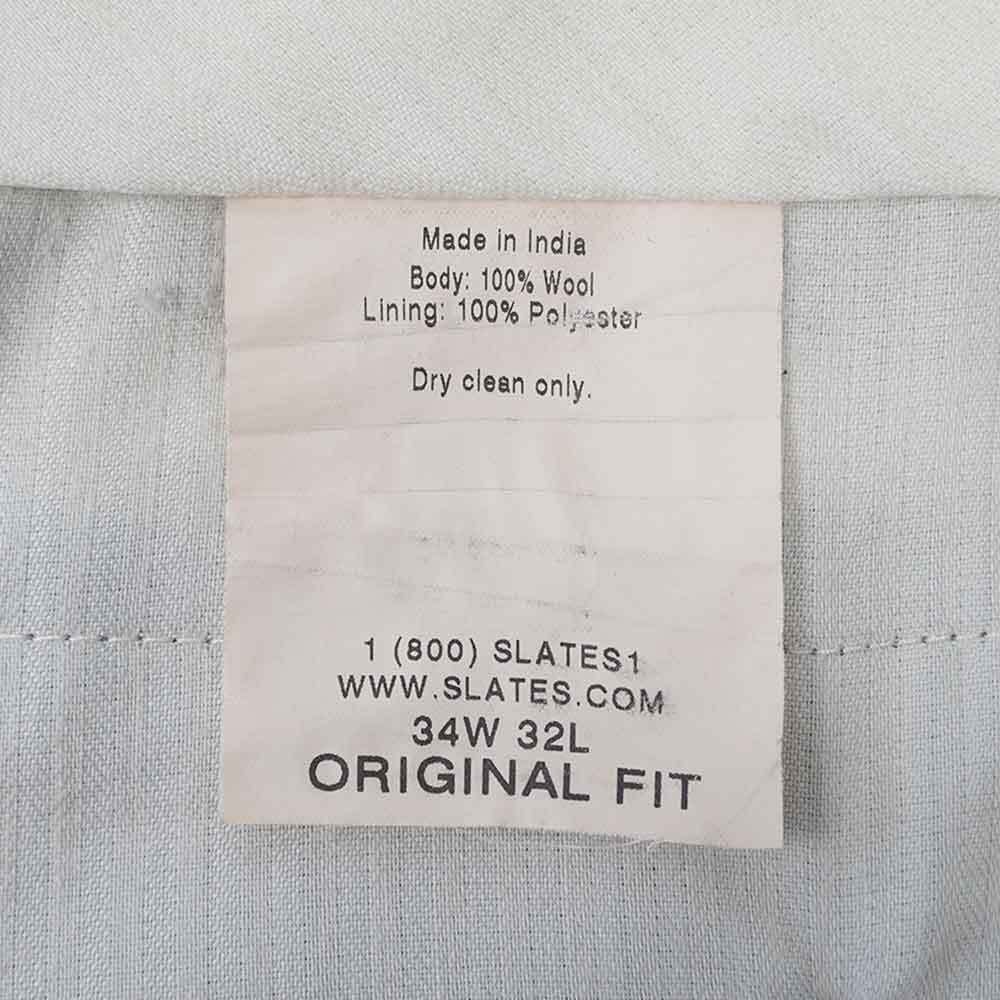 Made in India
Body: 100% Wool
Lining: 100% Polyester
Dry clean only.
1 (800) SLATES1
WWW.SLATES.COM
34W 32L
ORIGINAL FIT